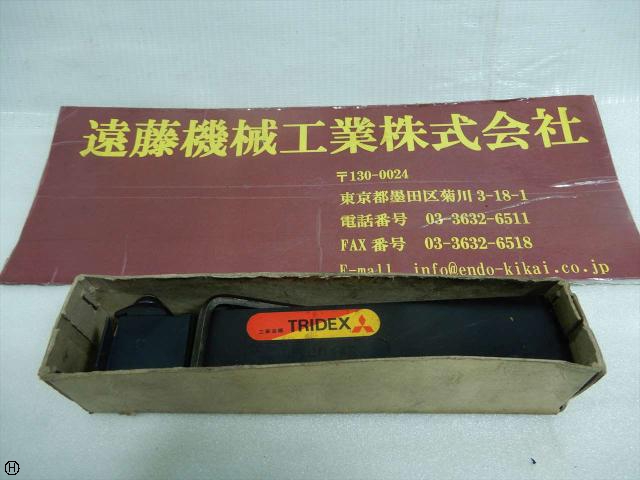 遠藤機械工業株式会社
〒130-0024
東京都墨田区菊川 3-18-1
電話番号 03-3632-6511
FAX 番号 03-3632-6518
E-mail info@endo-kikai.co.jp
三菱金属 TRIDEX
H